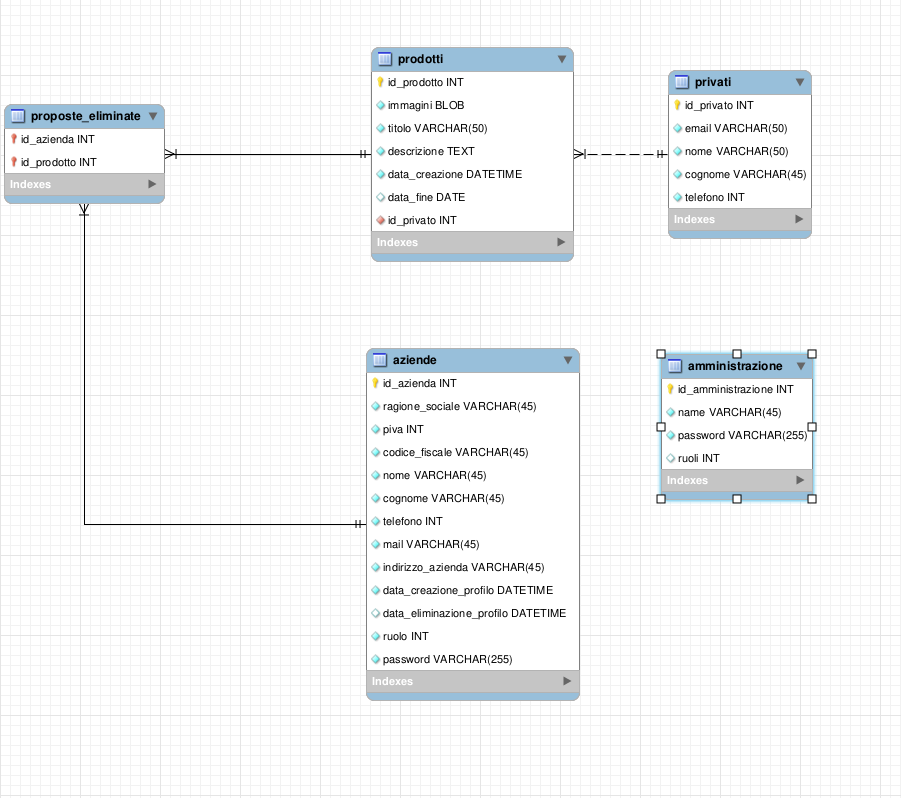 proposte_eliminate
id_azienda INT
id_prodotto INT
Indexes
prodotti
id_prodotto INT
immagini BLOB
titolo VARCHAR(50)
descrizione TEXT
data_creazione DATETIME
data_fine DATE
id_privato INT
Indexes
privati
id_privato INT
email VARCHAR(50)
nome VARCHAR(50)
cognome VARCHAR(45)
telefono INT
Indexes
aziende
id_azienda INT
ragione_sociale VARCHAR(45)
piva INT
codice_fiscale VARCHAR(45)
nome VARCHAR(45)
cognome VARCHAR(45)
telefono INT
mail VARCHAR(45)
indirizzo_azienda VARCHAR(45)
data_creazione_profilo DATETIME
data_eliminazione_profilo DATETIME
ruolo INT
password VARCHAR(255)
Indexes
amministrazione
id_amministrazione INT
name VARCHAR(45)
password VARCHAR(255)
ruoli INT
Indexes